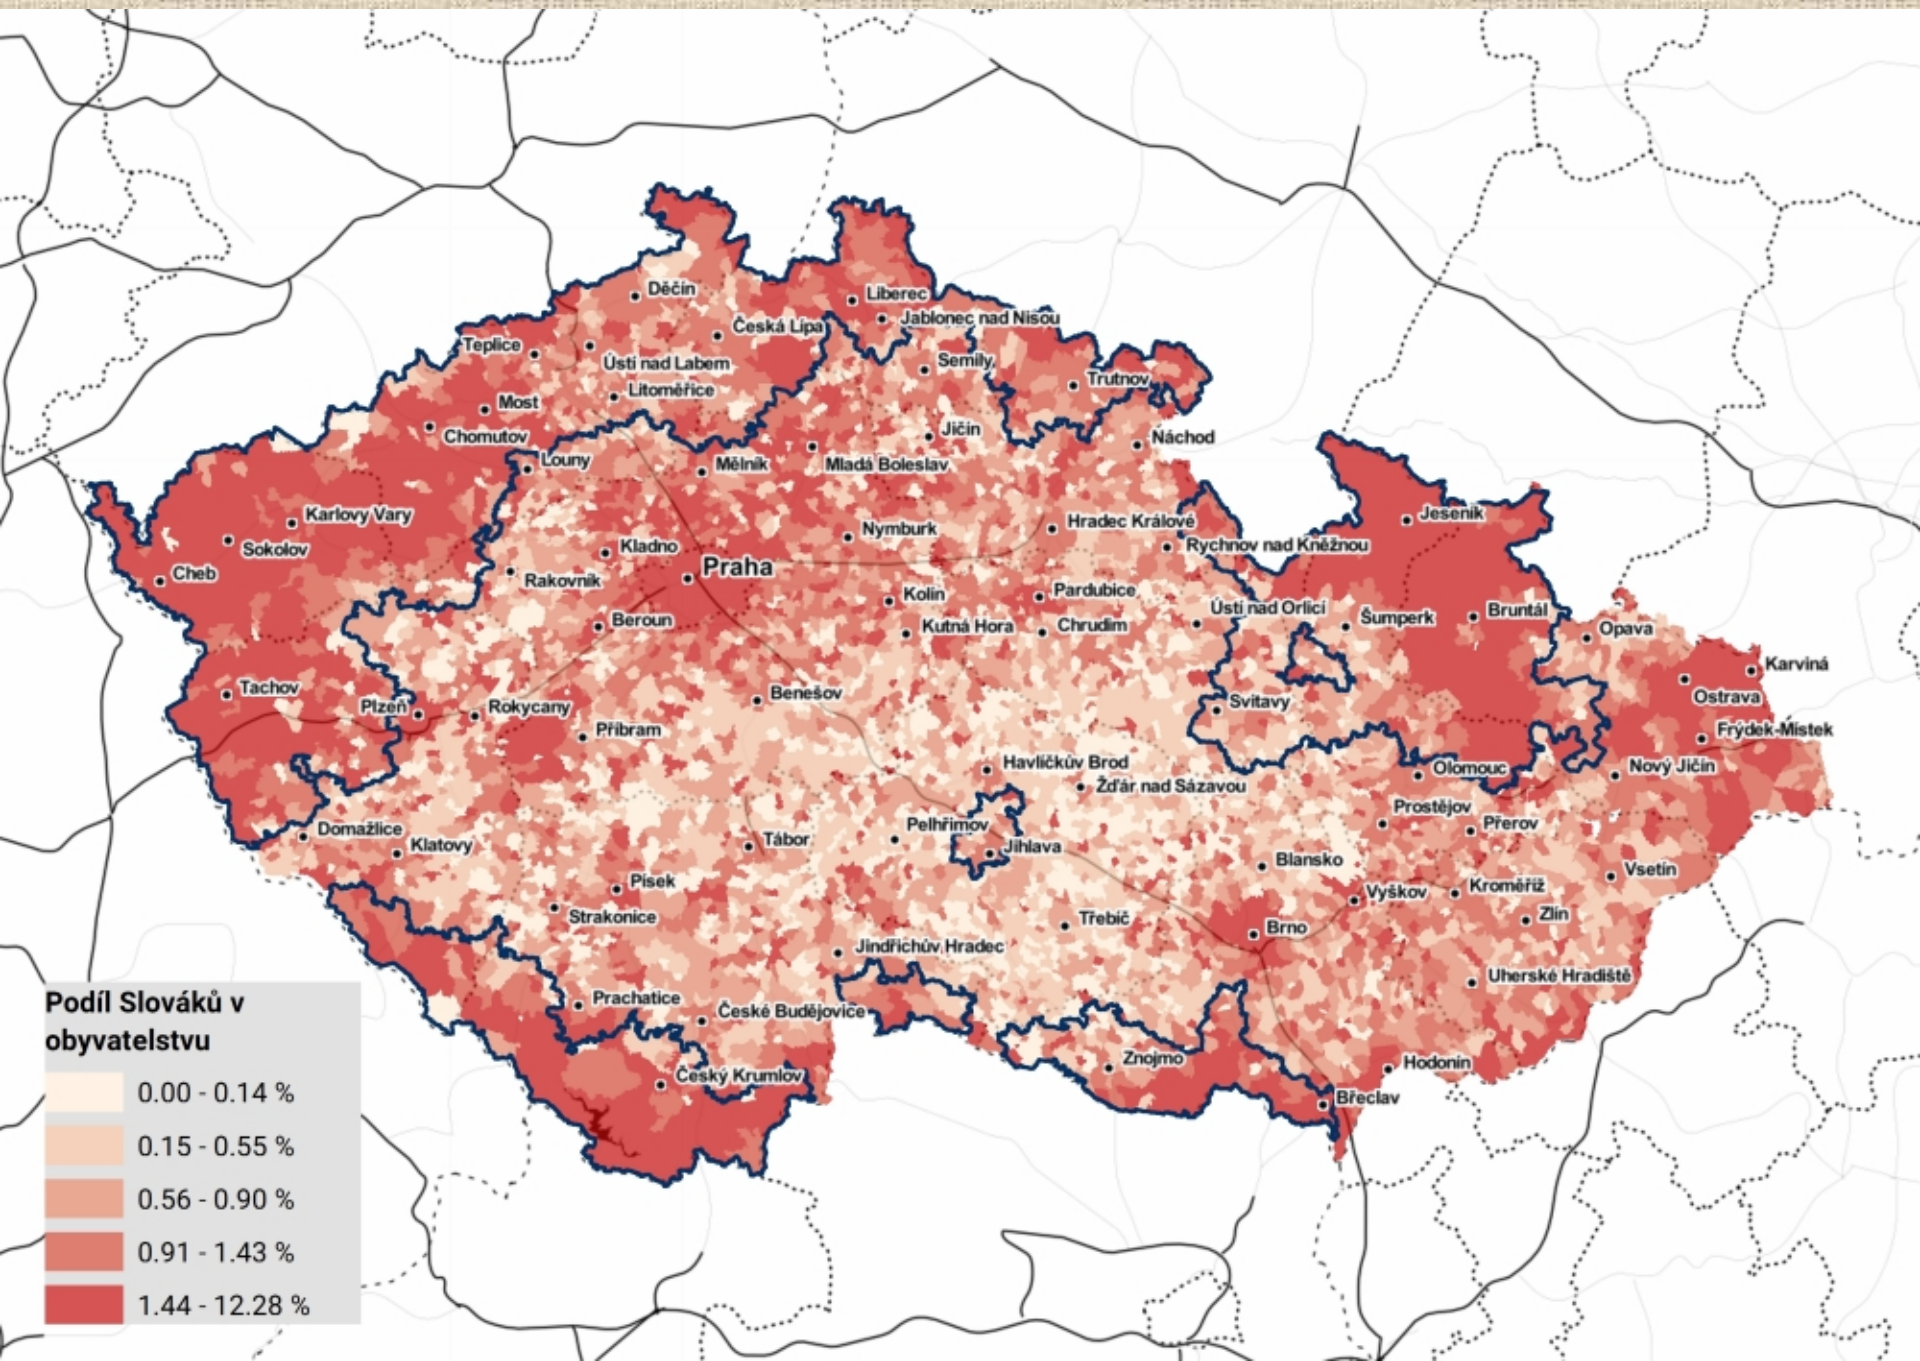 Děčín
Liberec
Jablonec nad Nisou
Česká Lípa
Teplice
Ústí nad Labem
Semily
Litoměřice
Trutnov
Most
Chomutov
Jičín
Náchod
Louny
Mělník
Mladá Boleslav
Karlovy Vary
Jeseník
Hradec Králové
Nymburk
Sokolov
Kladno
Rychnov nad Kněžnou
Cheb
Rakovník
Praha
Kolín
Pardubice
Ústí nad Orlicí
Bruntál
Beroun
Kutná Hora
Chrudim
Šumperk
Opava
Karviná
Tachov
Benešov
Ostrava
Plzeň
Rokycany
Svitavy
Příbram
Frýdek-Místek
Havlíčkův Brod
Olomouc
Nový Jičín
Žďár nad Sázavou
Prostějov
Přerov
Domažlice
Pelhřimov
Klatovy
Tábor
Jihlava
Blansko
Vsetín
Písek
Vyškov
Kroměříž
Strakonice
Třebíč
Zlín
Brno
Jindřichův Hradec
Uherské Hradiště
Prachatice
České Budějovice
Znojmo
Hodonín
Český Krumlov
Břeclav
Podíl Slováků v
obyvatelstvu
0.00 - 0.14 %
0.15 - 0.55 %
0.56 - 0.90 %
0.91 - 1.43 %
1.44 - 12.28 %